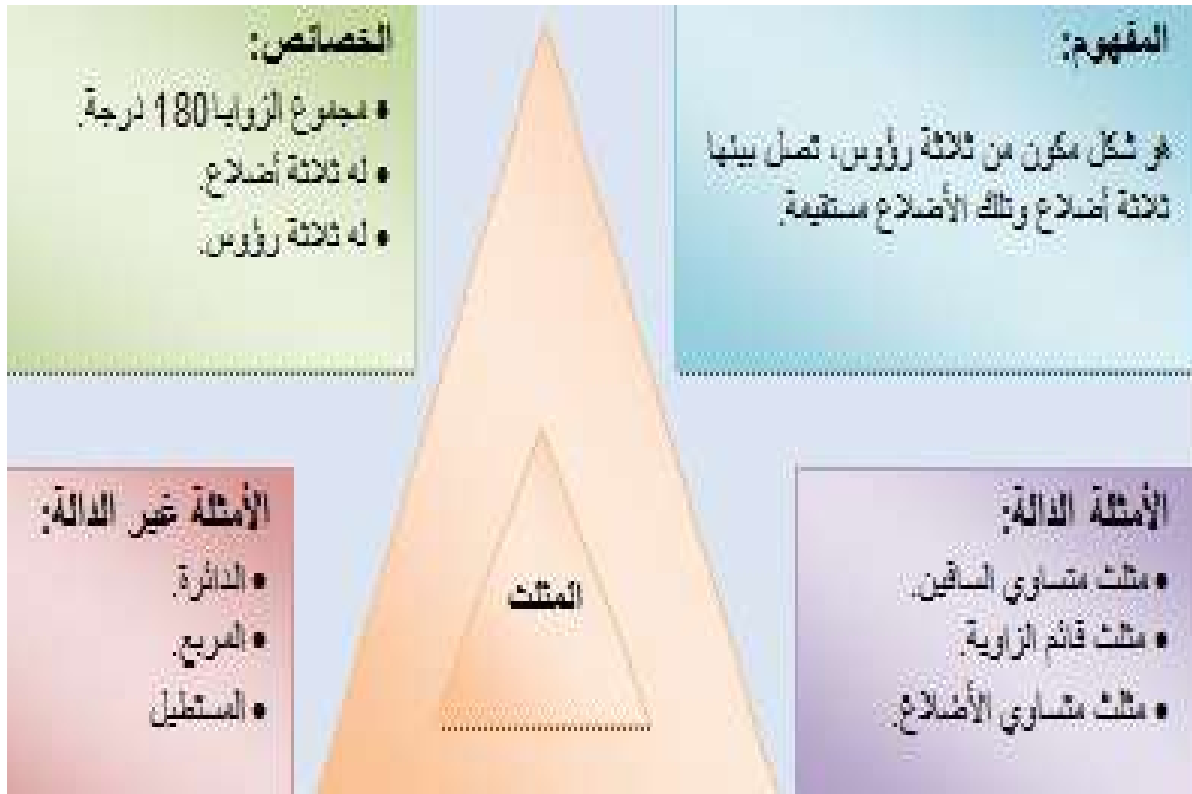 المفهوم:
هو شكل مكون من ثلاثة رؤوس، تصل بينها
ثلاثة أضلاع وتلك الأضلاع مستقيمة.
الخصائص:
• مجموع الزوايا 180 درجة.
• له ثلاثة أضلاع.
• له ثلاثة رؤوس.
المثلث
الأمثلة الدالة:
• مثلث متساوي الساقين.
• مثلث قائم الزاوية.
• مثلث متساوي الأضلاع.
الأمثلة غير الدالة:
• الدائرة.
• المربع.
• المستطيل